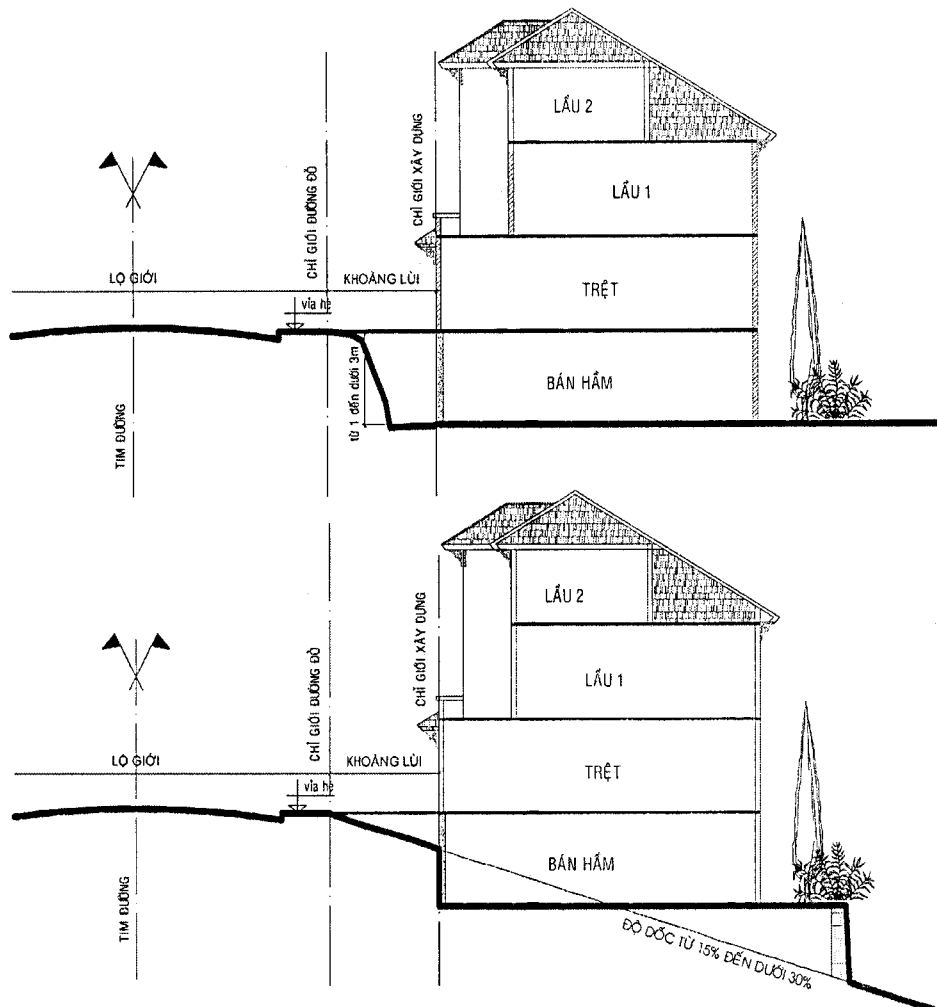 LẦU 2
CHỈ GIỚI ĐƯỜNG ĐỎ
CHỈ GIỚI XÂY DỰNG
LẦU 1
LỘ GIỚI
KHOẢNG LÙI
TRỆT
vỉa hè
BÁN HẦM
từ 1 đến dưới 3m
TIM ĐƯỜNG
LẦU 2
CHỈ GIỚI ĐƯỜNG ĐỎ
CHỈ GIỚI XÂY DỰNG
LẦU 1
LỘ GIỚI
KHOẢNG LÙI
TRỆT
vỉa hè
BÁN HẦM
TIM ĐƯỜNG
ĐỘ DỐC TỪ 15% ĐẾN DƯỚI 30%